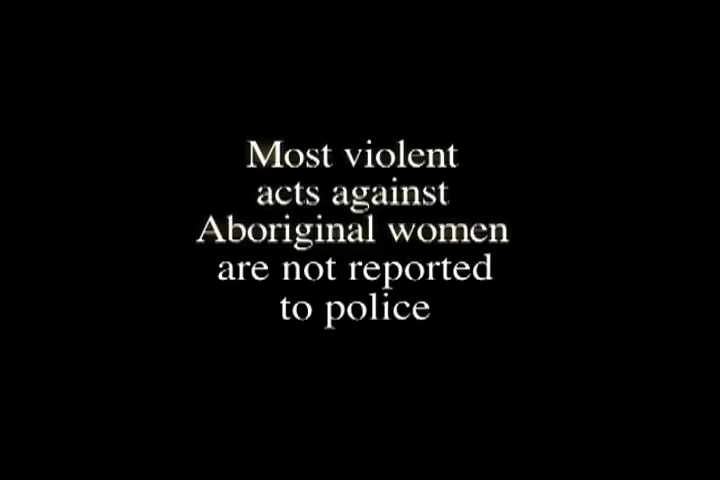 Most violent
acts against
Aboriginal women
are not reported
to police